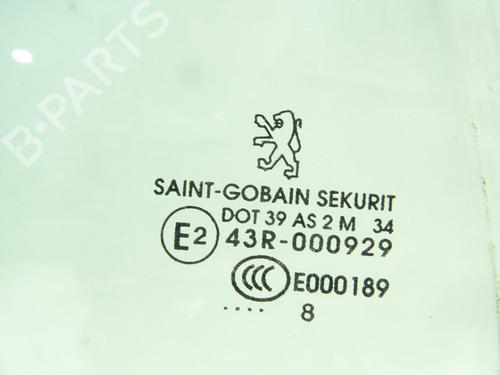 B-PARTS
SAINT-GOBAIN SEKURIT
DOT 39 AS 2 M 34
E2 43R-000929
CCC E000189
.... 8